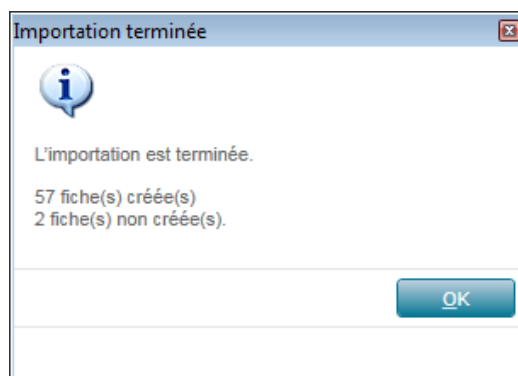 Importation terminée
L'importation est terminée.
57 fiche(s) créée(s)
2 fiche(s) non créée(s).
OK